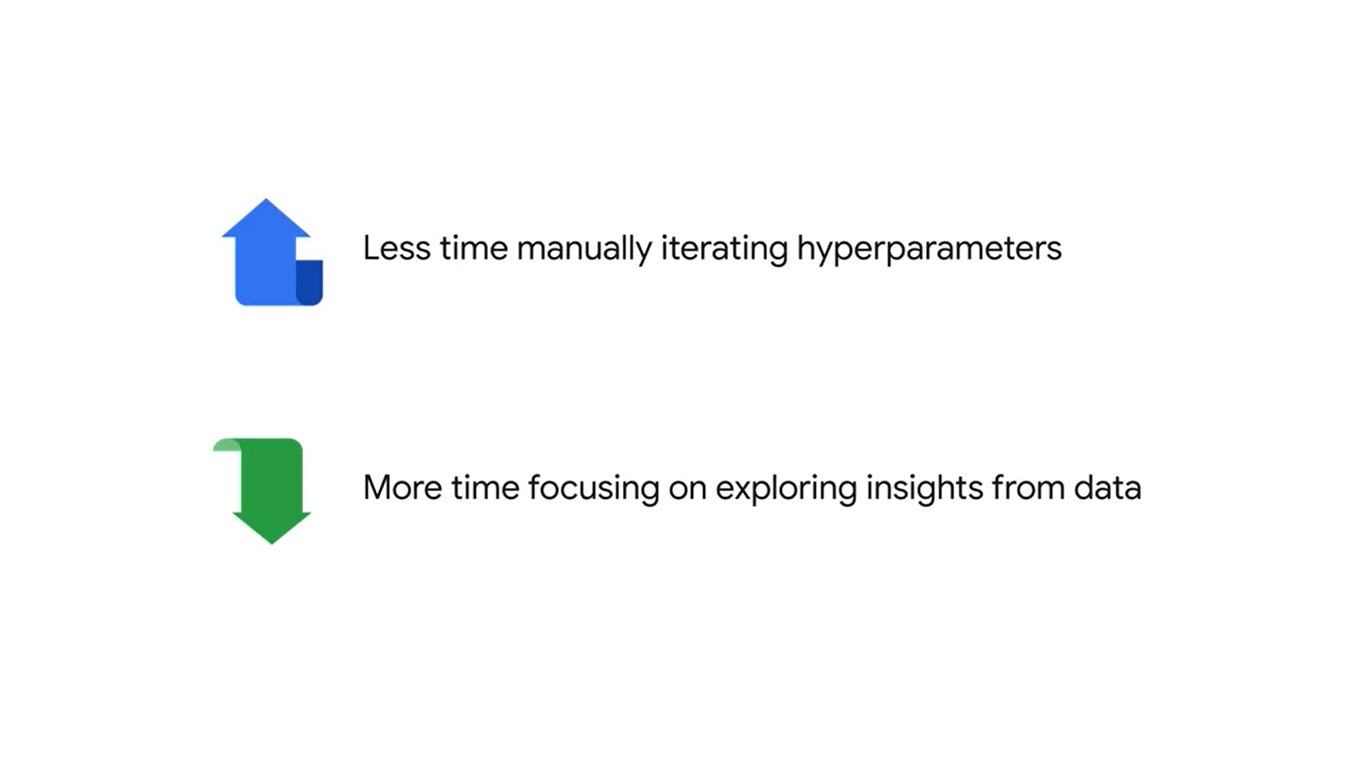 Less time manually iterating hyperparameters
More time focusing on exploring insights from data